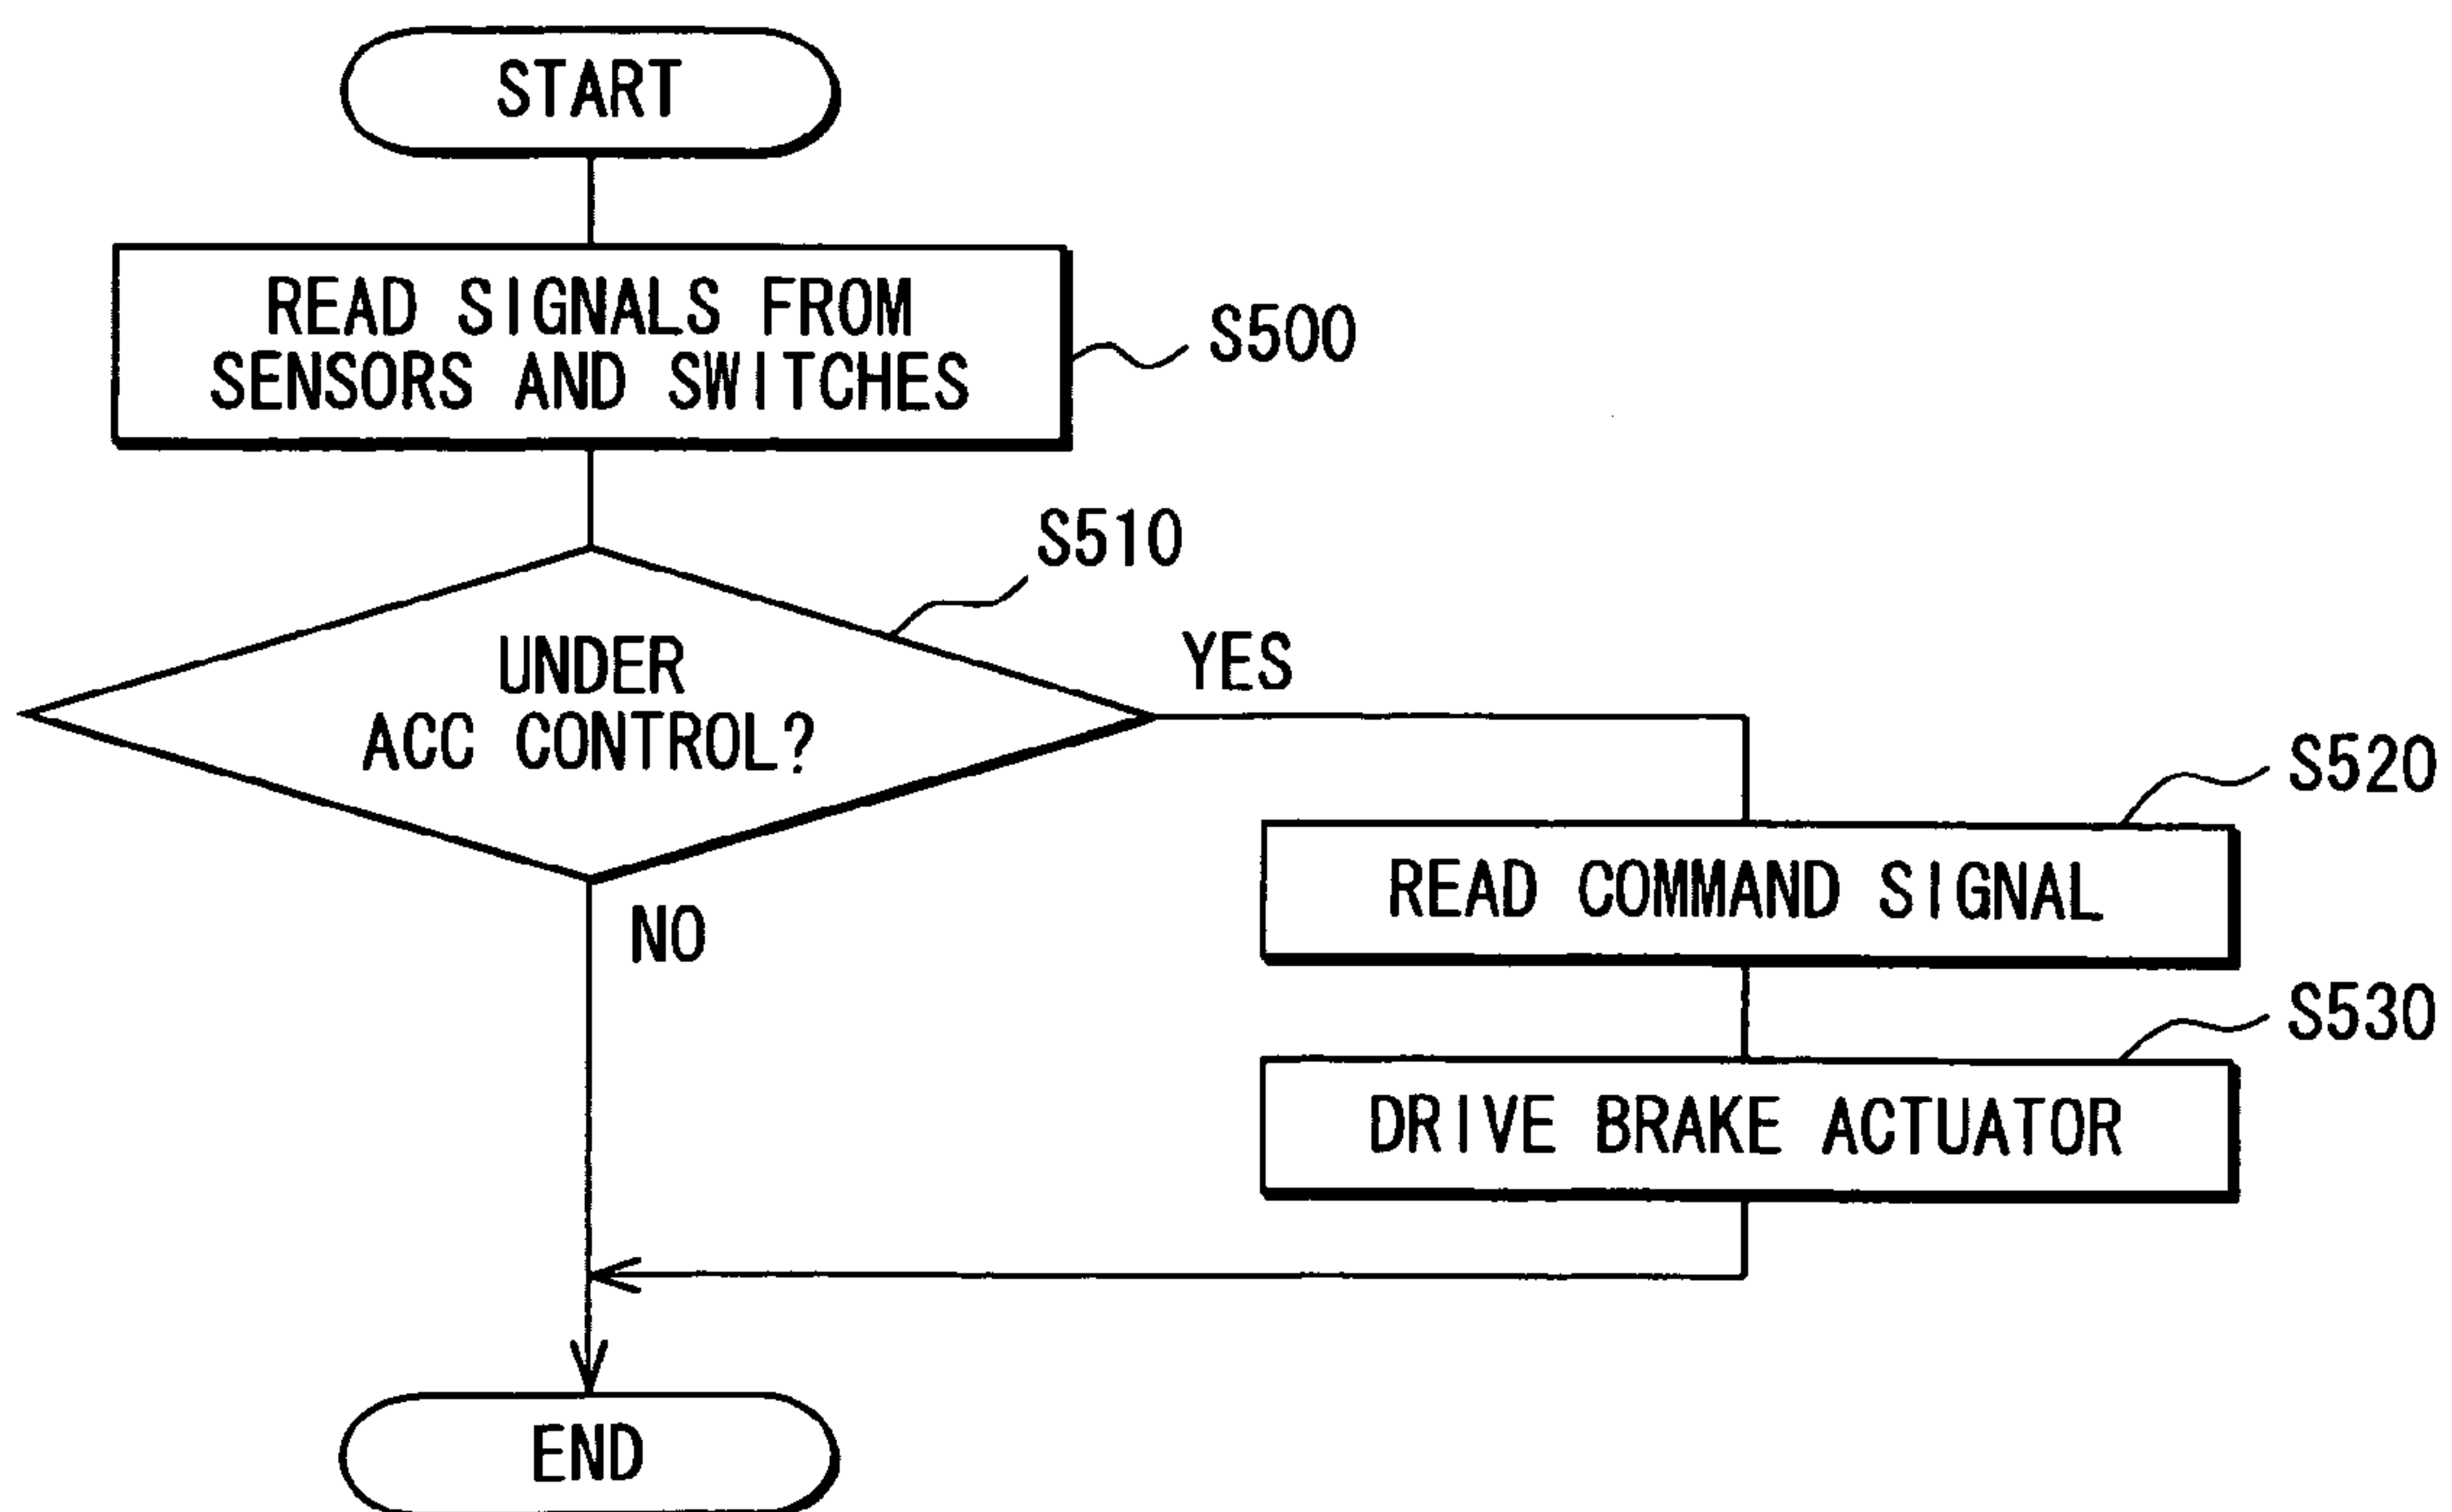 START
READ SIGNALS FROM
SENSORS AND SWITCHES
S500
S510
UNDER
ACC CONTROL?
YES
NO
S520
READ COMMAND SIGNAL
S530
DRIVE BRAKE ACTUATOR
END